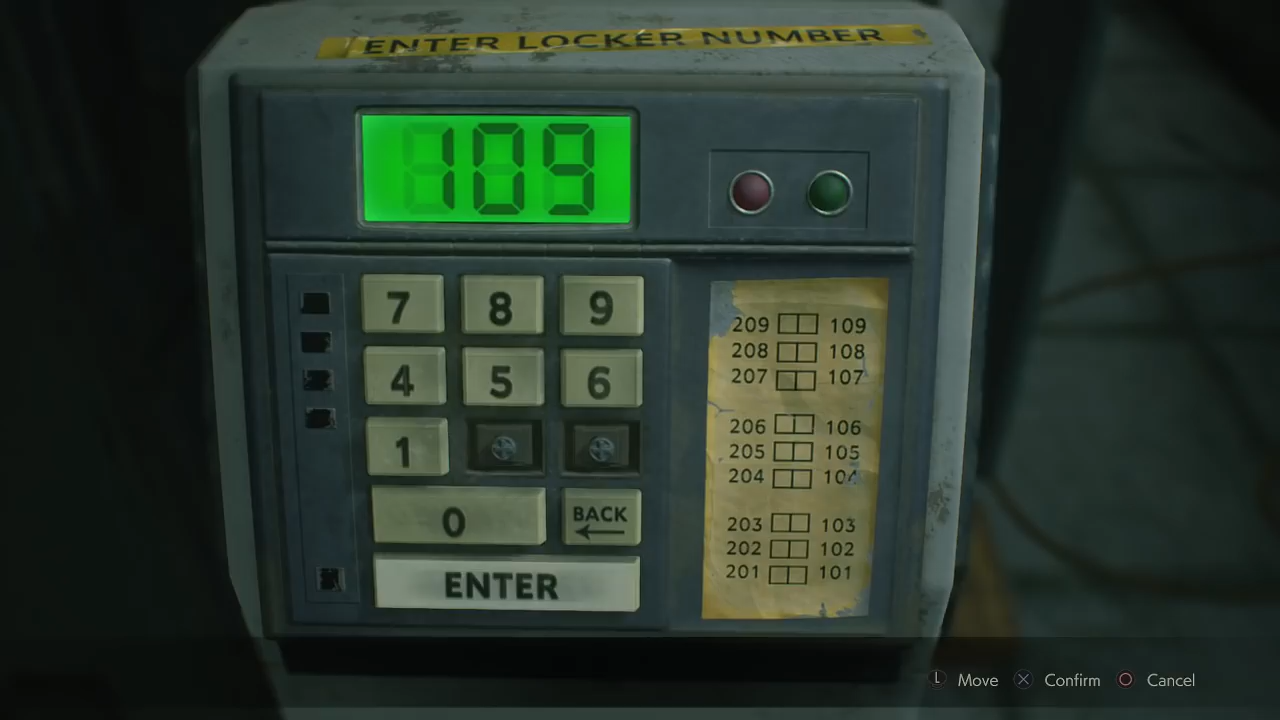 ENTER LOCKER NUMBER
109
7 8 9
4 5 6
1
0 BACK
ENTER
209 109
208 108
207 107
206 106
205 105
204 104
203 103
202 102
201 101
L Move Confirm Cancel